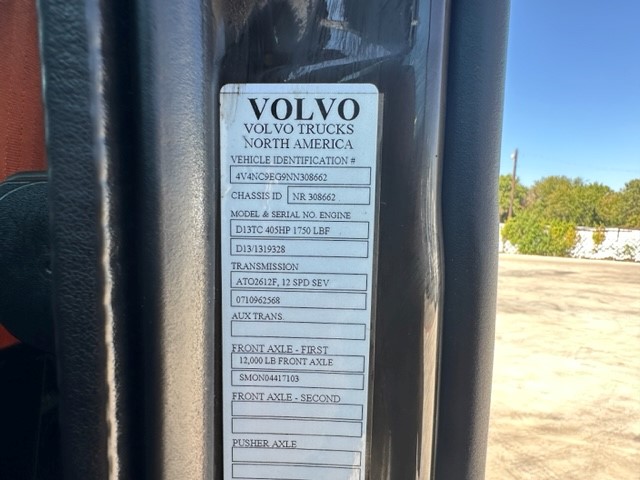 VOLVO
VOLVO TRUCKS
NORTH AMERICA
VEHICLE IDENTIFICATION #
4V4NC9EG9NN308662
CHASSIS ID NR 308662
MODEL & SERIAL NO. ENGINE
D13TC 405HP 1750 LBF
D13/1319328
TRANSMISSION
ATO2612F, 12 SPD SEV
0710962568
AUX TRANS.
FRONT AXLE - FIRST
12,000 LB FRONT AXLE
SMON04417103
FRONT AXLE - SECOND
PUSHER AXLE